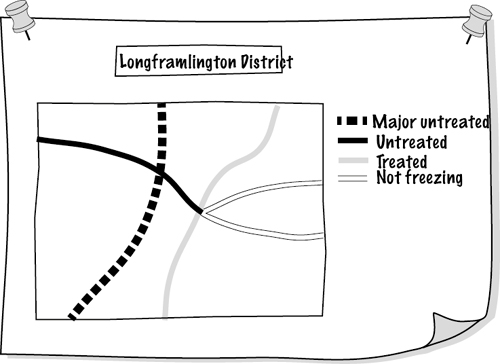 Longframlington District
Major untreated
Untreated
Treated
Not freezing